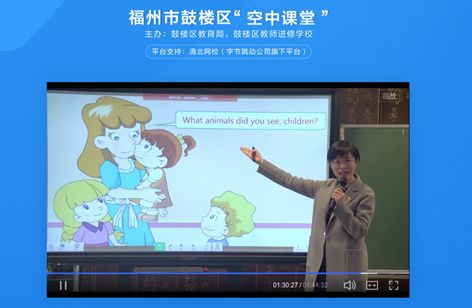 福州市鼓楼区“空中课堂”
主办：鼓楼区教育局，鼓楼区教师进修学校
平台支持：清北网校（字节跳动公司旗下平台）
回放
What animals did you see, children?
01:30:27 / 01:44:32